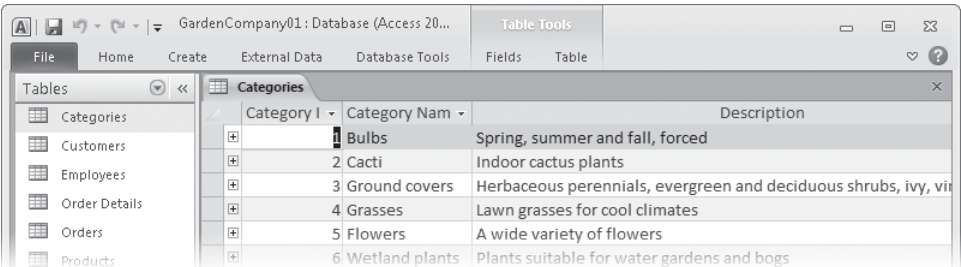 GardenCompany01 : Database (Access 20... Table Tools
File Home Create External Data Database Tools Fields Table
Tables « Categories
Category I Category Nam Description
Categories 1 Bulbs Spring, summer and fall, forced
Customers 2 Cacti Indoor cactus plants
Employees 3 Ground covers Herbaceous perennials, evergreen and deciduous shrubs, ivy, vin
Order Details 4 Grasses Lawn grasses for cool climates
Orders 5 Flowers A wide variety of flowers
Products 6 Wetland plants Plants suitable for water gardens and bogs